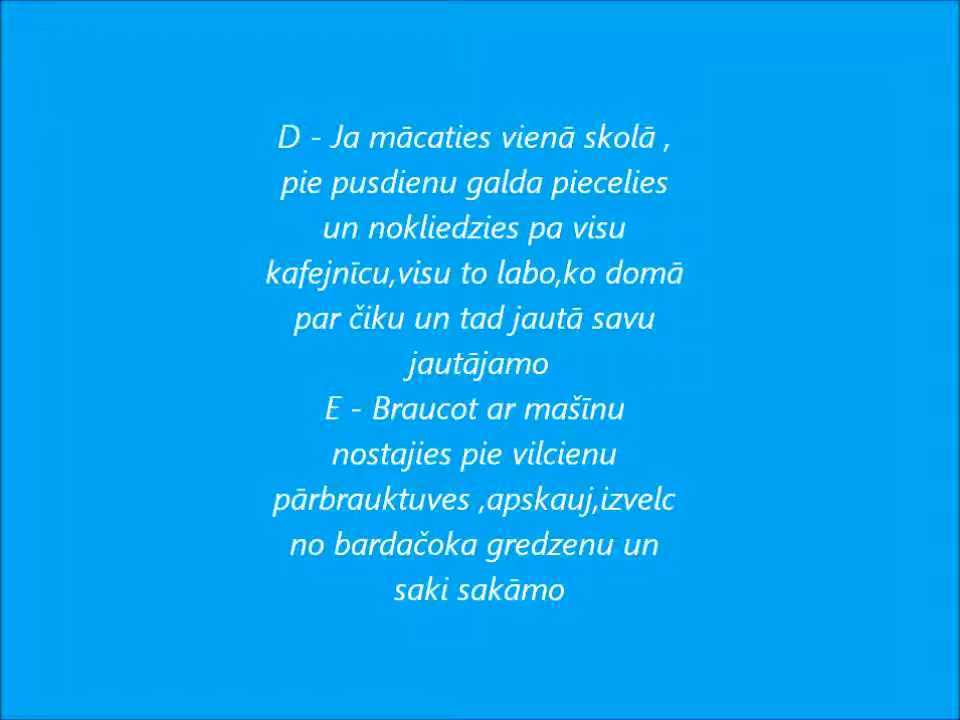 D - Ja mācaties vienā skolā ,
pie pusdienu galda piecelies
un nokliedzies pa visu
kafejnīcu,visu to labo,ko domā
par čiku un tad jautā savu
jautājamo
E - Braucot ar mašīnu
nostajies pie vilcienu
pārbrauktuves ,apskauj,izvelc
no bardačoka gredzenu un
saki sakāmo